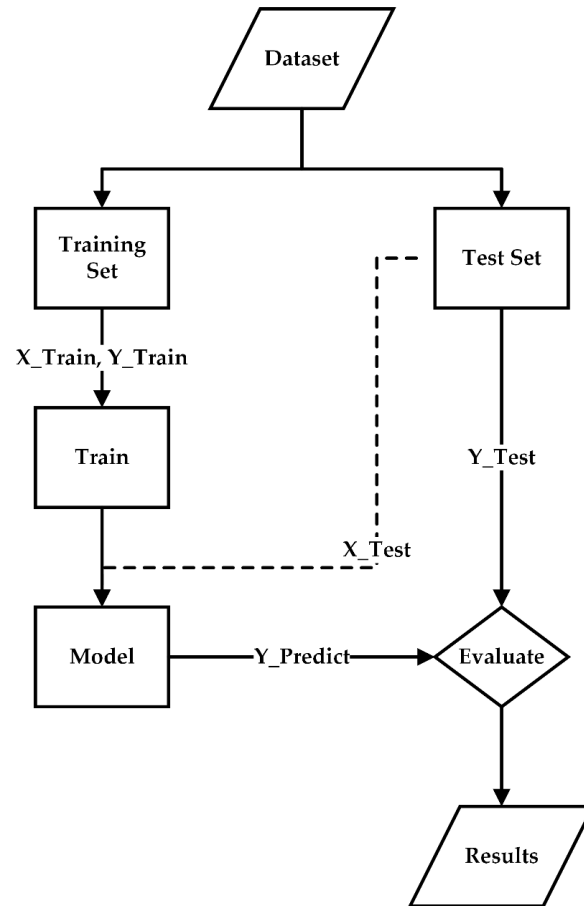 Dataset
Training
Set
Test Set
X_Train, Y_Train
Train
Y_Test
X_Test
Model
Y_Predict
Evaluate
Results